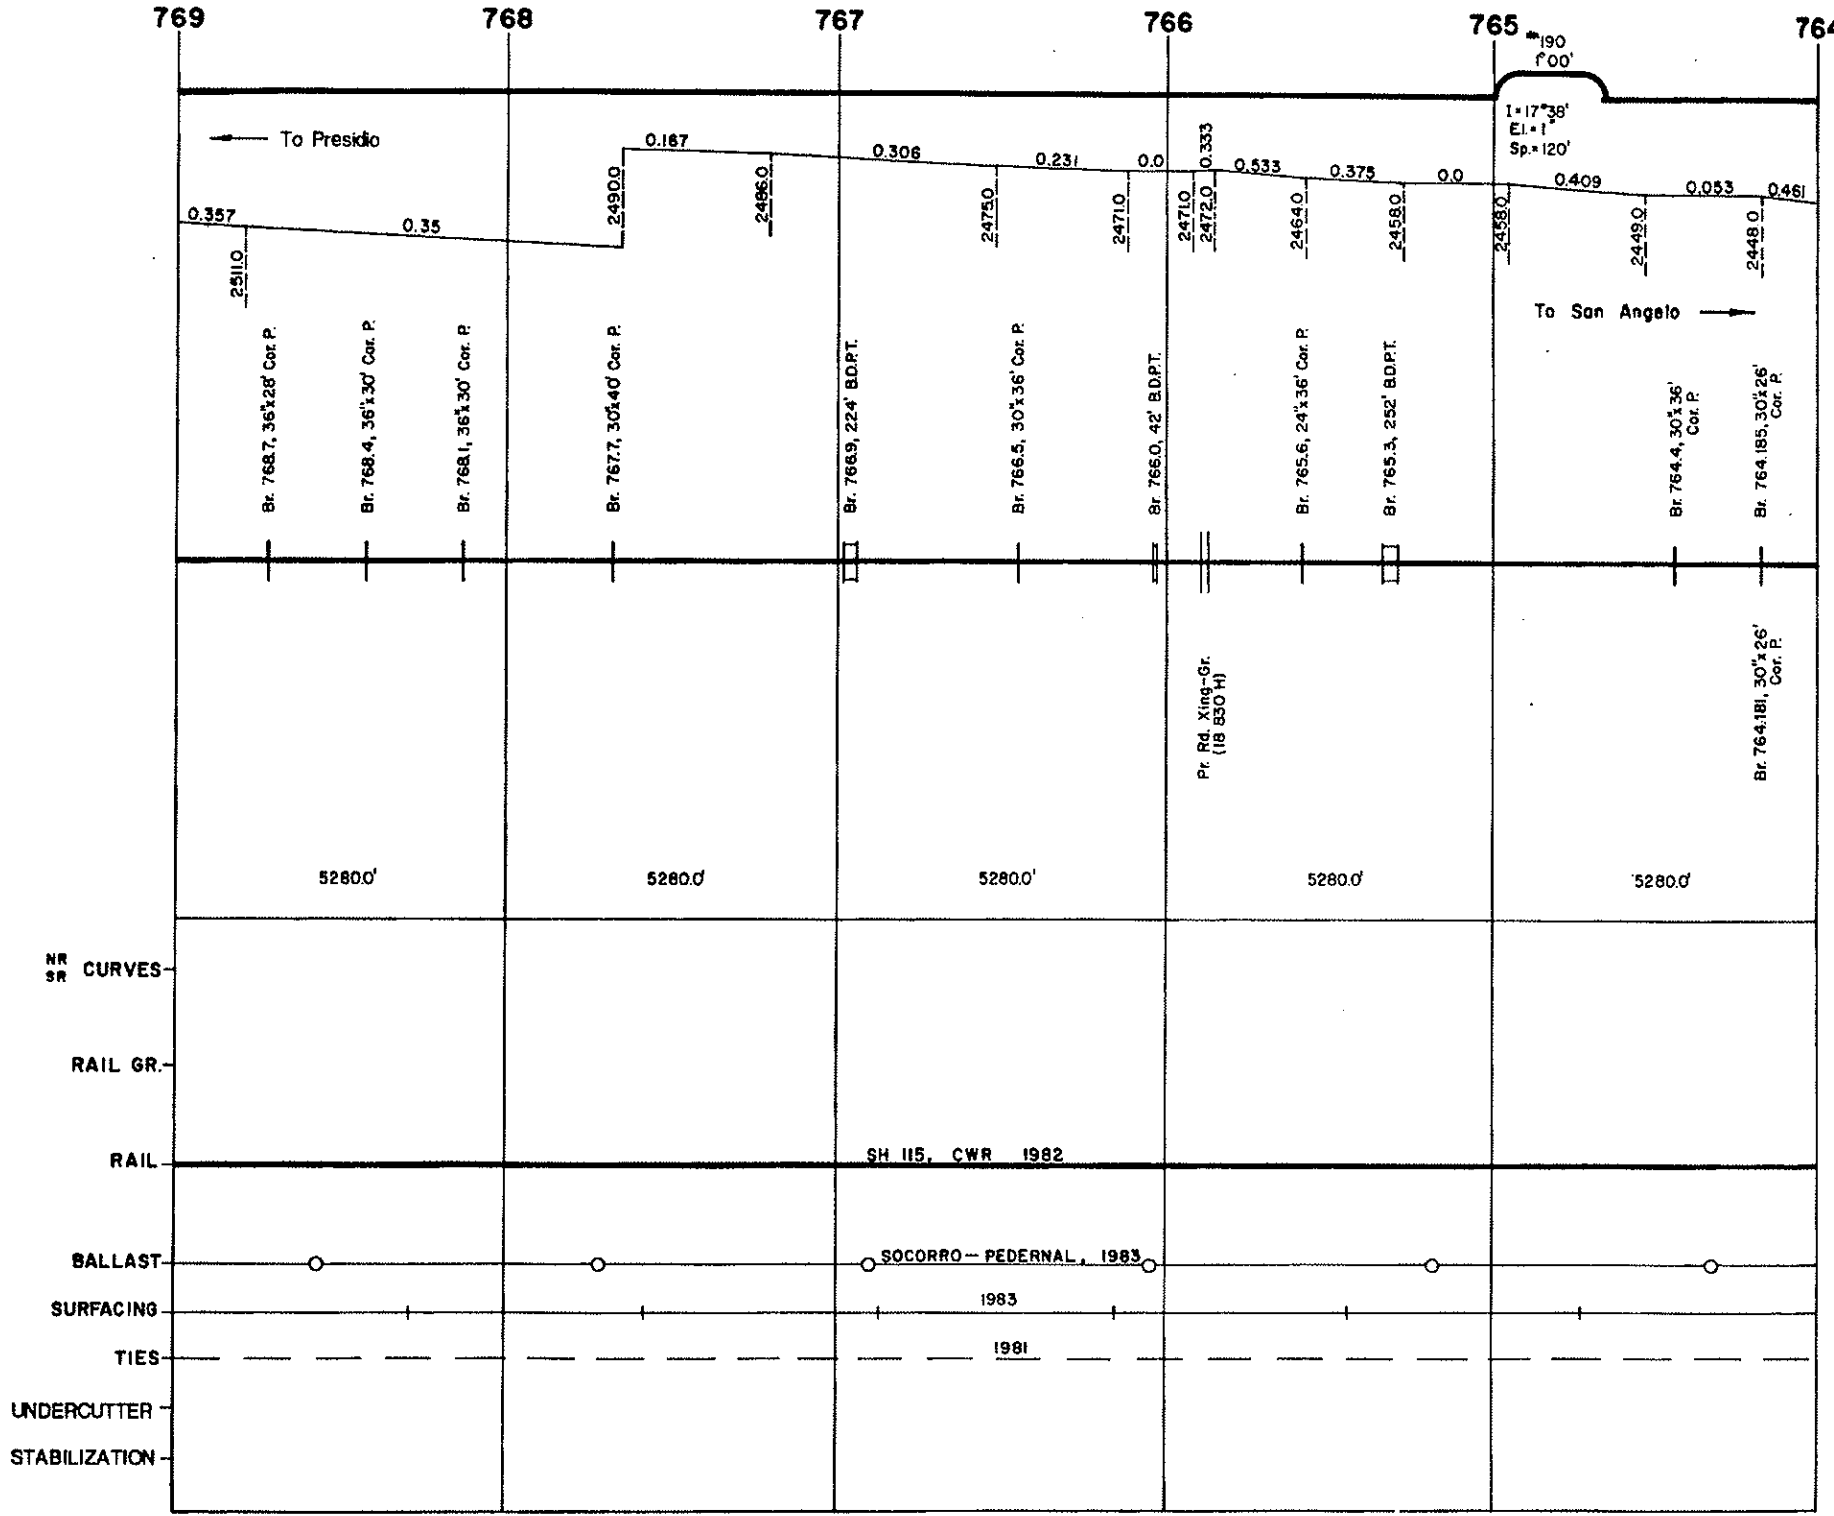 769 768 767 766 765 764
#190
1°00'
I=17°38'
El.=1"
Sp.=120'
To Presidio
0.357 0.35 0.167 0.306 0.231 0.0 0.333 0.533 0.375 0.0 0.409 0.053 0.461
2511.0 2490.0 2486.0 2475.0 2471.0 2471.0 2472.0 2464.0 2458.0 2458.0 2449.0 2448.0
To San Angelo
Br. 768.7, 36"x28' Cor. P.
Br. 768.4, 36"x30' Cor. P.
Br. 768.1, 36"x30' Cor. P.
Br. 767.7, 30"x40' Cor. P.
Br. 766.9, 224' B.D.P.T.
Br. 766.5, 30"x36' Cor. P.
Br. 766.0, 42' B.D.P.T.
Br. 765.6, 24"x36' Cor. P.
Br. 765.3, 252' B.D.P.T.
Br. 764.4, 30"x36'
Cor. P.
Br. 764.185, 30"x26'
Cor. P.
Pr. Rd. Xing-Gr.
(18 830 H)
Br. 764.181, 30"x26'
Cor. P.
5280.0' 5280.0' 5280.0' 5280.0' 5280.0'
NR
SR CURVES
RAIL GR.
RAIL SH 115, CWR 1982
BALLAST SOCORRO-PEDERNAL, 1983
SURFACING 1983
TIES 1981
UNDERCUTTER
STABILIZATION